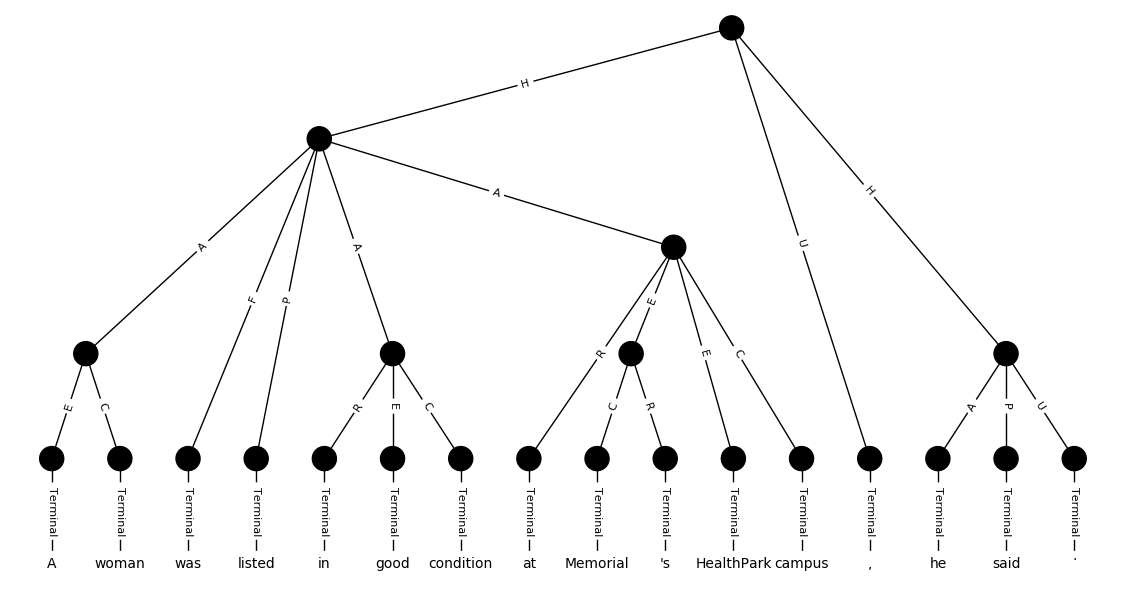 H
A
A
U
H
A
F
P
A
R
E
E
C
E
C
R
E
C
C
R
A
P
U
Terminal Terminal Terminal Terminal Terminal Terminal Terminal Terminal Terminal Terminal Terminal Terminal Terminal Terminal Terminal Terminal
A woman was listed in good condition at Memorial 's HealthPark campus , he said .